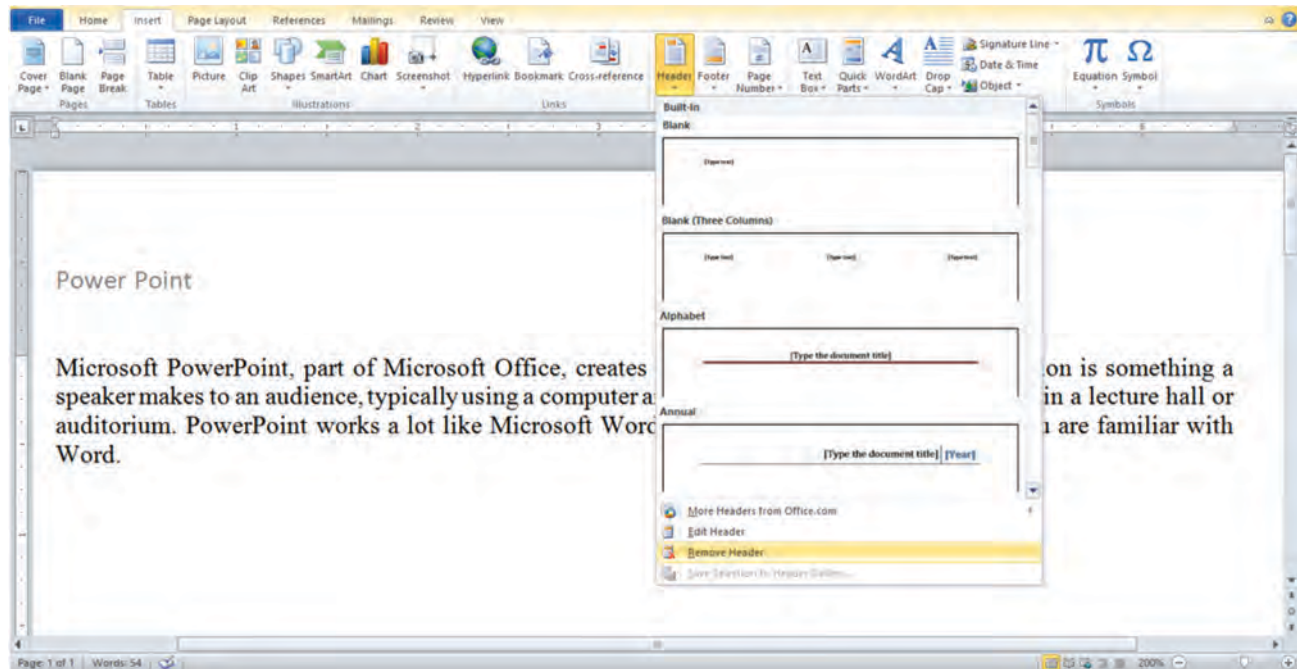 File Home Insert Page Layout References Mailings Review View
Cover Page Blank Page Page Break Table Picture Clip Art Shapes SmartArt Chart Screenshot Hyperlink Bookmark Cross-reference Header Footer Page Number Text Box Quick Parts WordArt Drop Cap Signature Line Date & Time Object Equation Symbol
Pages Tables Illustrations Links Symbols
Built-In
Blank
[Type text]
Blank (Three Columns)
[Type text] [Type text] [Type text]
Alphabet
[Type the document title]
Annual
[Type the document title] [Year]
More Headers from Office.com
Edit Header
Remove Header
Save Selection to Header Gallery...
Power Point
Microsoft PowerPoint, part of Microsoft Office, creates on is something a
speaker makes to an audience, typically using a computer a in a lecture hall or
auditorium. PowerPoint works a lot like Microsoft Word u are familiar with
Word.
Page: 1 of 1 Words: 54 200%